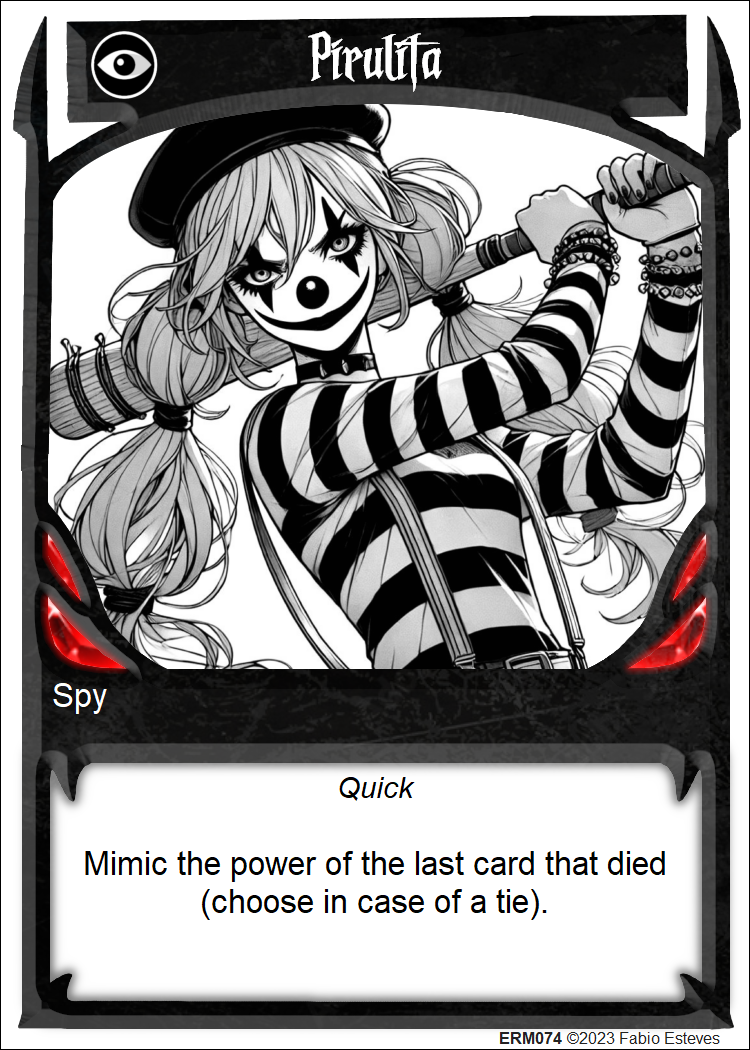 Pirulita
Spy
Quick
Mimic the power of the last card that died
(choose in case of a tie).
ERM074 ©2023 Fabio Esteves